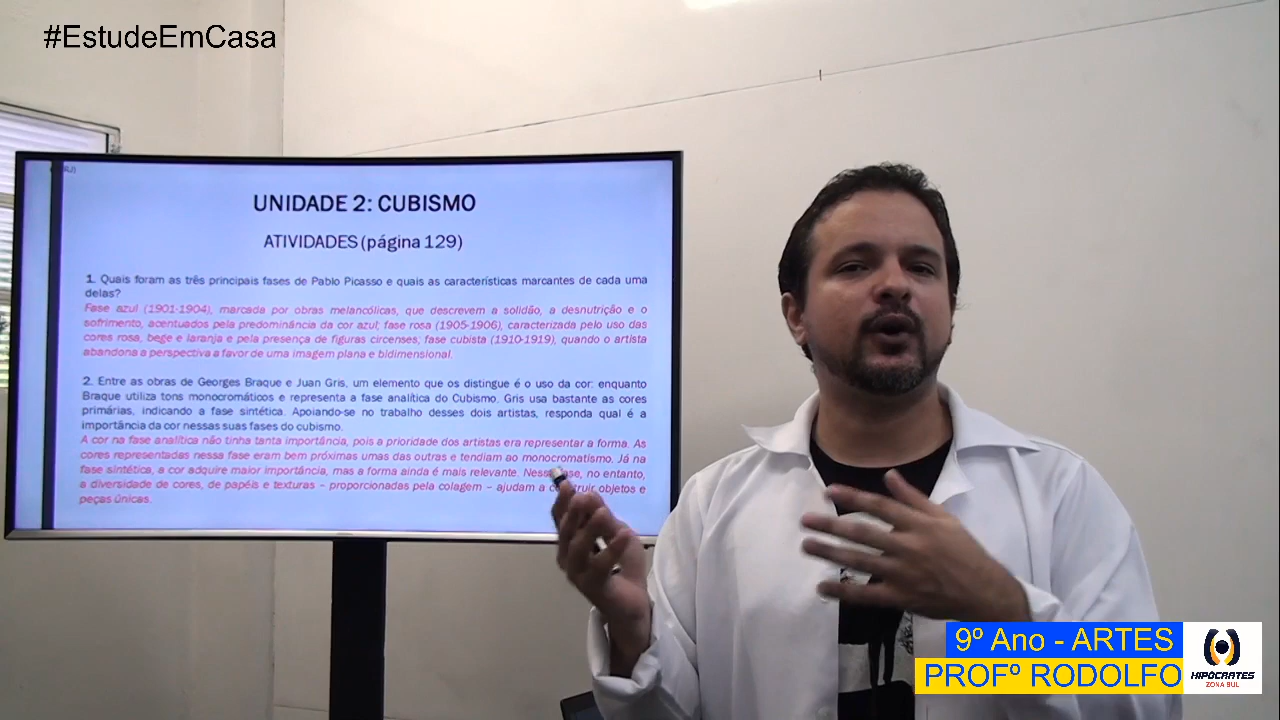 #EstudeEmCasa
UNIDADE 2: CUBISMO
ATIVIDADES (página 129)
1. Quais foram as três principais fases de Pablo Picasso e quais as características marcantes de cada uma
delas?
Fase azul (1901-1904), marcada por obras melancólicas, que descrevem a solidão, a desnutrição e o
sofrimento, acentuados pela predominância da cor azul; fase rosa (1905-1906), caracterizada pelo uso das
cores rosa, bege e laranja e pela presença de figuras circenses; fase cubista (1910-1919), quando o artista
abandona a perspectiva a favor de uma imagem plana e bidimensional.
2. Entre as obras de Georges Braque e Juan Gris, um elemento que os distingue é o uso da cor: enquanto
Braque utiliza tons monocromáticos e representa a fase analítica do Cubismo. Gris usa bastante as cores
primárias, indicando a fase sintética. Apoiando-se no trabalho desses dois artistas, responda qual é a
importância da cor nessas suas fases do cubismo.
A cor na fase analítica não tinha tanta importância, pois a prioridade dos artistas era representar a forma. As
cores representadas nessa fase eram bem próximas umas das outras e tendiam ao monocromatismo. Já na
fase sintética, a cor adquire maior importância, mas a forma ainda é mais relevante. Nessa fase, no entanto,
a diversidade de cores, de papéis e texturas – proporcionadas pela colagem – ajudam a construir objetos e
peças únicas.
9º Ano - ARTES
PROFº RODOLFO
HIPÓCRATES
ZONA SUL